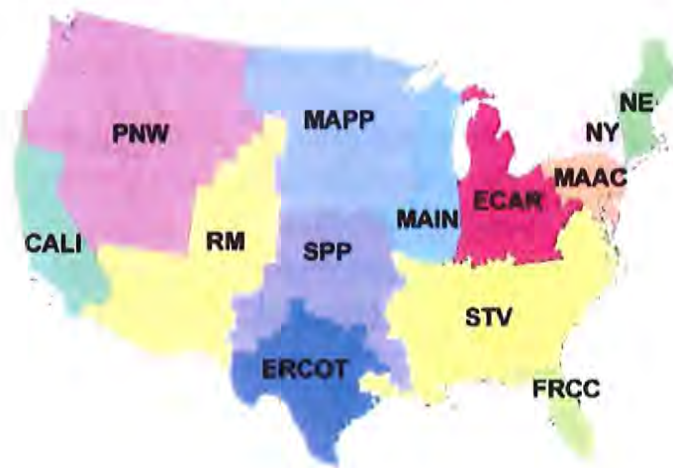 NE
NY
MAPP
PNW
MAAC
ECAR
MAIN
CALI
RM
SPP
STV
ERCOT
FRCC